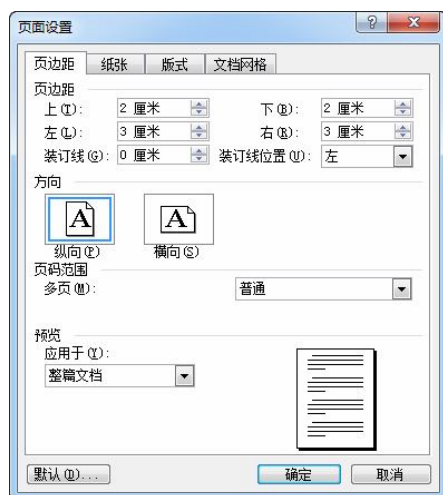 页面设置
页边距 纸张 版式 文档网格
页边距
上(T): 2 厘米 下(B): 2 厘米
左(L): 3 厘米 右(R): 3 厘米
装订线(G): 0 厘米 装订线位置(U): 左
方向
A A
纵向(P) 横向(S)
页码范围
多页(M): 普通
预览
应用于(Y):
整篇文档
默认(D)... 确定 取消